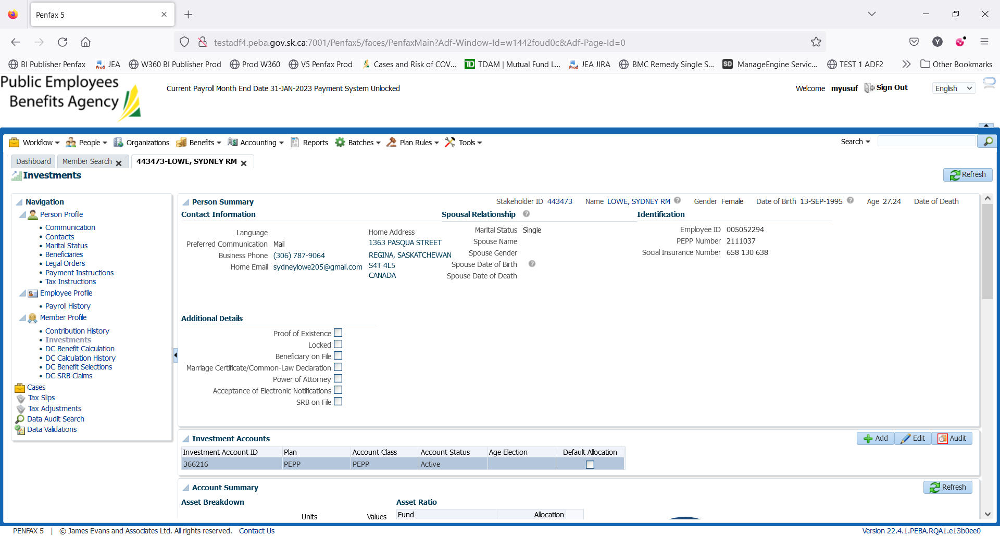 Penfax 5
testadf4.peba.gov.sk.ca:7001/Penfax5/faces/PenfaxMain?Adf-Window-Id=w1442foud0c&Adf-Page-Id=0
Y
BI Publisher Penfax JEA W360 BI Publisher Prod Prod W360 V5 Penfax Prod Cases and Risk of COV... TDAM | Mutual Fund L... JEA JIRA BMC Remedy Single S... SD ManageEngine Servic... TEST 1 ADF2 Other Bookmarks
Public Employees
Benefits Agency
Current Payroll Month End Date 31-JAN-2023 Payment System Unlocked
Welcome myusuf Sign Out English
Workflow People Organizations Benefits Accounting Reports Batches Plan Rules Tools Search
Dashboard Member Search 443473-LOWE, SYDNEY RM
Investments Refresh
Navigation
Person Profile
Communication
Contacts
Marital Status
Beneficiaries
Legal Orders
Payment Instructions
Tax Instructions
Employee Profile
Payroll History
Member Profile
Contribution History
Investments
DC Benefit Calculation
DC Calculation History
DC Benefit Selections
DC SRB Claims
Cases
Tax Slips
Tax Adjustments
Data Audit Search
Data Validations
Person Summary Stakeholder ID 443473 Name LOWE, SYDNEY RM Gender Female Date of Birth 13-SEP-1995 Age 27.24 Date of Death
Contact Information
Language
Preferred Communication Mail
Business Phone (306) 787-9064
Home Email sydneylowe205@gmail.com
Home Address
1363 PASQUA STREET
REGINA, SASKATCHEWAN
S4T 4L5
CANADA
Spousal Relationship
Marital Status Single
Spouse Name
Spouse Gender
Spouse Date of Birth
Spouse Date of Death
Identification
Employee ID 005052294
PEPP Number 2111037
Social Insurance Number 658 130 638
Additional Details
Proof of Existence
Locked
Beneficiary on File
Marriage Certificate/Common-Law Declaration
Power of Attorney
Acceptance of Electronic Notifications
SRB on File
Investment Accounts Add Edit Audit
Investment Account ID Plan Account Class Account Status Age Election Default Allocation
366216 PEPP PEPP Active
Account Summary Refresh
Asset Breakdown Asset Ratio
Units Values Fund Allocation
PENFAX 5 | © James Evans and Associates Ltd. All rights reserved. Contact Us Version 22.4.1.PEBA.RQA1.e13b0ee0